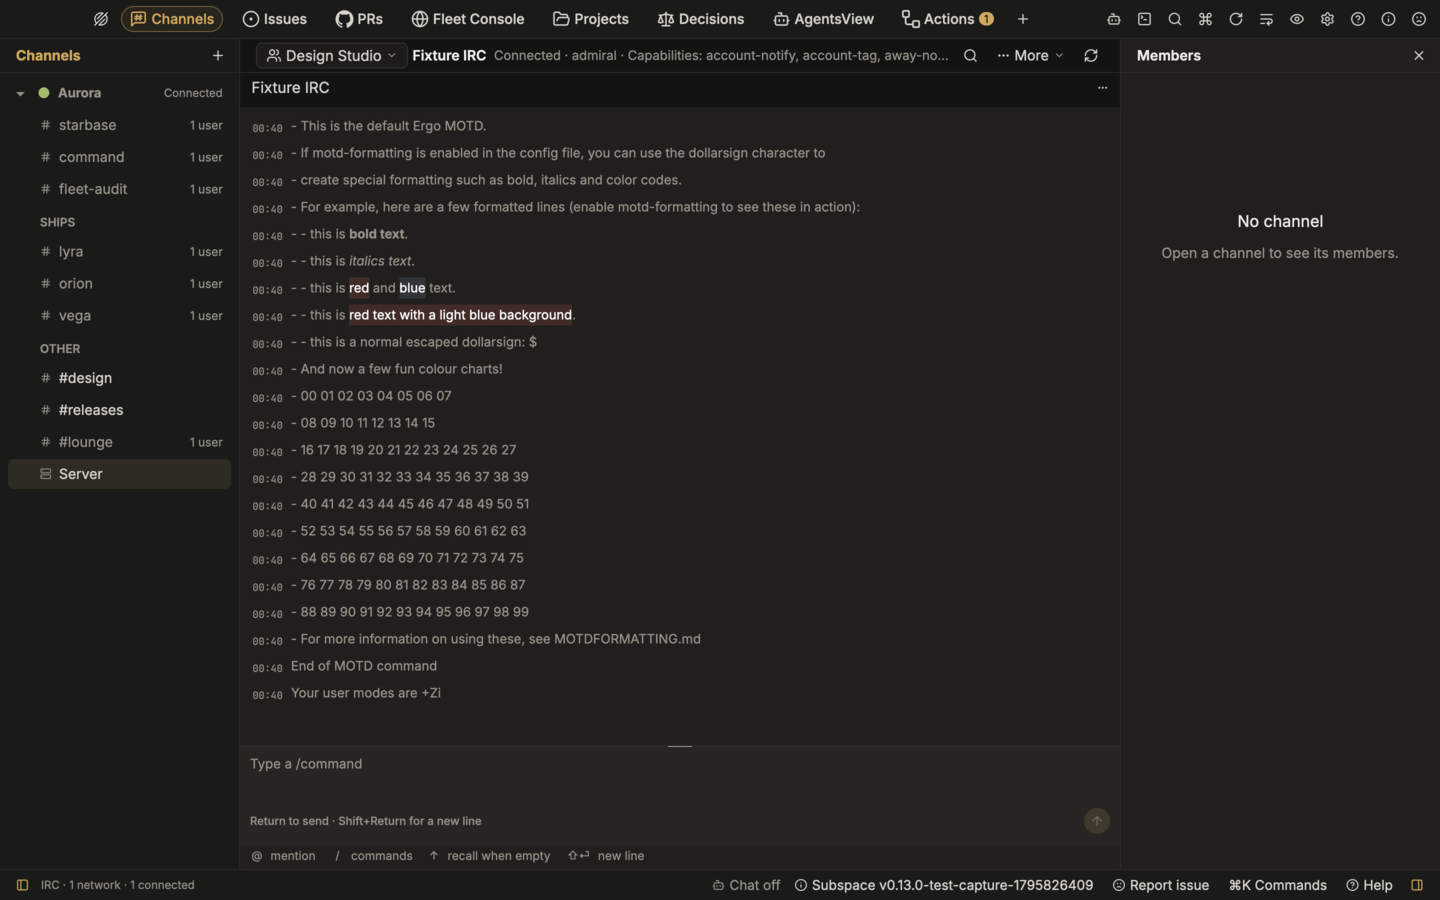 Channels
Issues
PRs
Fleet Console
Projects
Decisions
AgentsView
Actions 1
Channels
Aurora Connected
# starbase 1 user
# command 1 user
# fleet-audit 1 user
SHIPS
# lyra 1 user
# orion 1 user
# vega 1 user
OTHER
# #design
# #releases
# #lounge 1 user
Server
Design Studio
Fixture IRC Connected · admiral · Capabilities: account-notify, account-tag, away-no...
··· More
Fixture IRC
00:40 - This is the default Ergo MOTD.
00:40 - If motd-formatting is enabled in the config file, you can use the dollarsign character to
00:40 - create special formatting such as bold, italics and color codes.
00:40 - For example, here are a few formatted lines (enable motd-formatting to see these in action):
00:40 - - this is bold text.
00:40 - - this is italics text.
00:40 - - this is red and blue text.
00:40 - - this is red text with a light blue background.
00:40 - - this is a normal escaped dollarsign: $
00:40 - And now a few fun colour charts!
00:40 - 00 01 02 03 04 05 06 07
00:40 - 08 09 10 11 12 13 14 15
00:40 - 16 17 18 19 20 21 22 23 24 25 26 27
00:40 - 28 29 30 31 32 33 34 35 36 37 38 39
00:40 - 40 41 42 43 44 45 46 47 48 49 50 51
00:40 - 52 53 54 55 56 57 58 59 60 61 62 63
00:40 - 64 65 66 67 68 69 70 71 72 73 74 75
00:40 - 76 77 78 79 80 81 82 83 84 85 86 87
00:40 - 88 89 90 91 92 93 94 95 96 97 98 99
00:40 - For more information on using these, see MOTDFORMATTING.md
00:40 End of MOTD command
00:40 Your user modes are +Zi
Type a /command
Return to send · Shift+Return for a new line
@ mention / commands ↑ recall when empty ⇧⏎ new line
Members
No channel
Open a channel to see its members.
IRC · 1 network · 1 connected
Chat off
Subspace v0.13.0-test-capture-1795826409
Report issue
⌘K Commands
Help